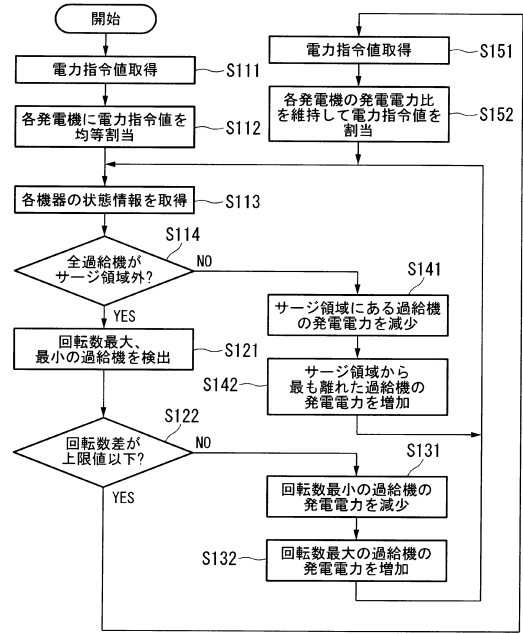 開始
電力指令値取得
S111
各発電機に電力指令値を
均等割当
S112
各機器の状態情報を取得
S113
全過給機が
サージ領域外?
S114
NO
YES
回転数最大、
最小の過給機を検出
S121
回転数差が
上限値以下?
S122
NO
YES
電力指令値取得
S151
各発電機の発電電力比
を維持して電力指令値を
割当
S152
S141
サージ領域にある過給機
の発電電力を減少
サージ領域から
最も離れた過給機の
発電電力を増加
S142
S131
回転数最小の過給機の
発電電力を減少
S132
回転数最大の過給機の
発電電力を増加